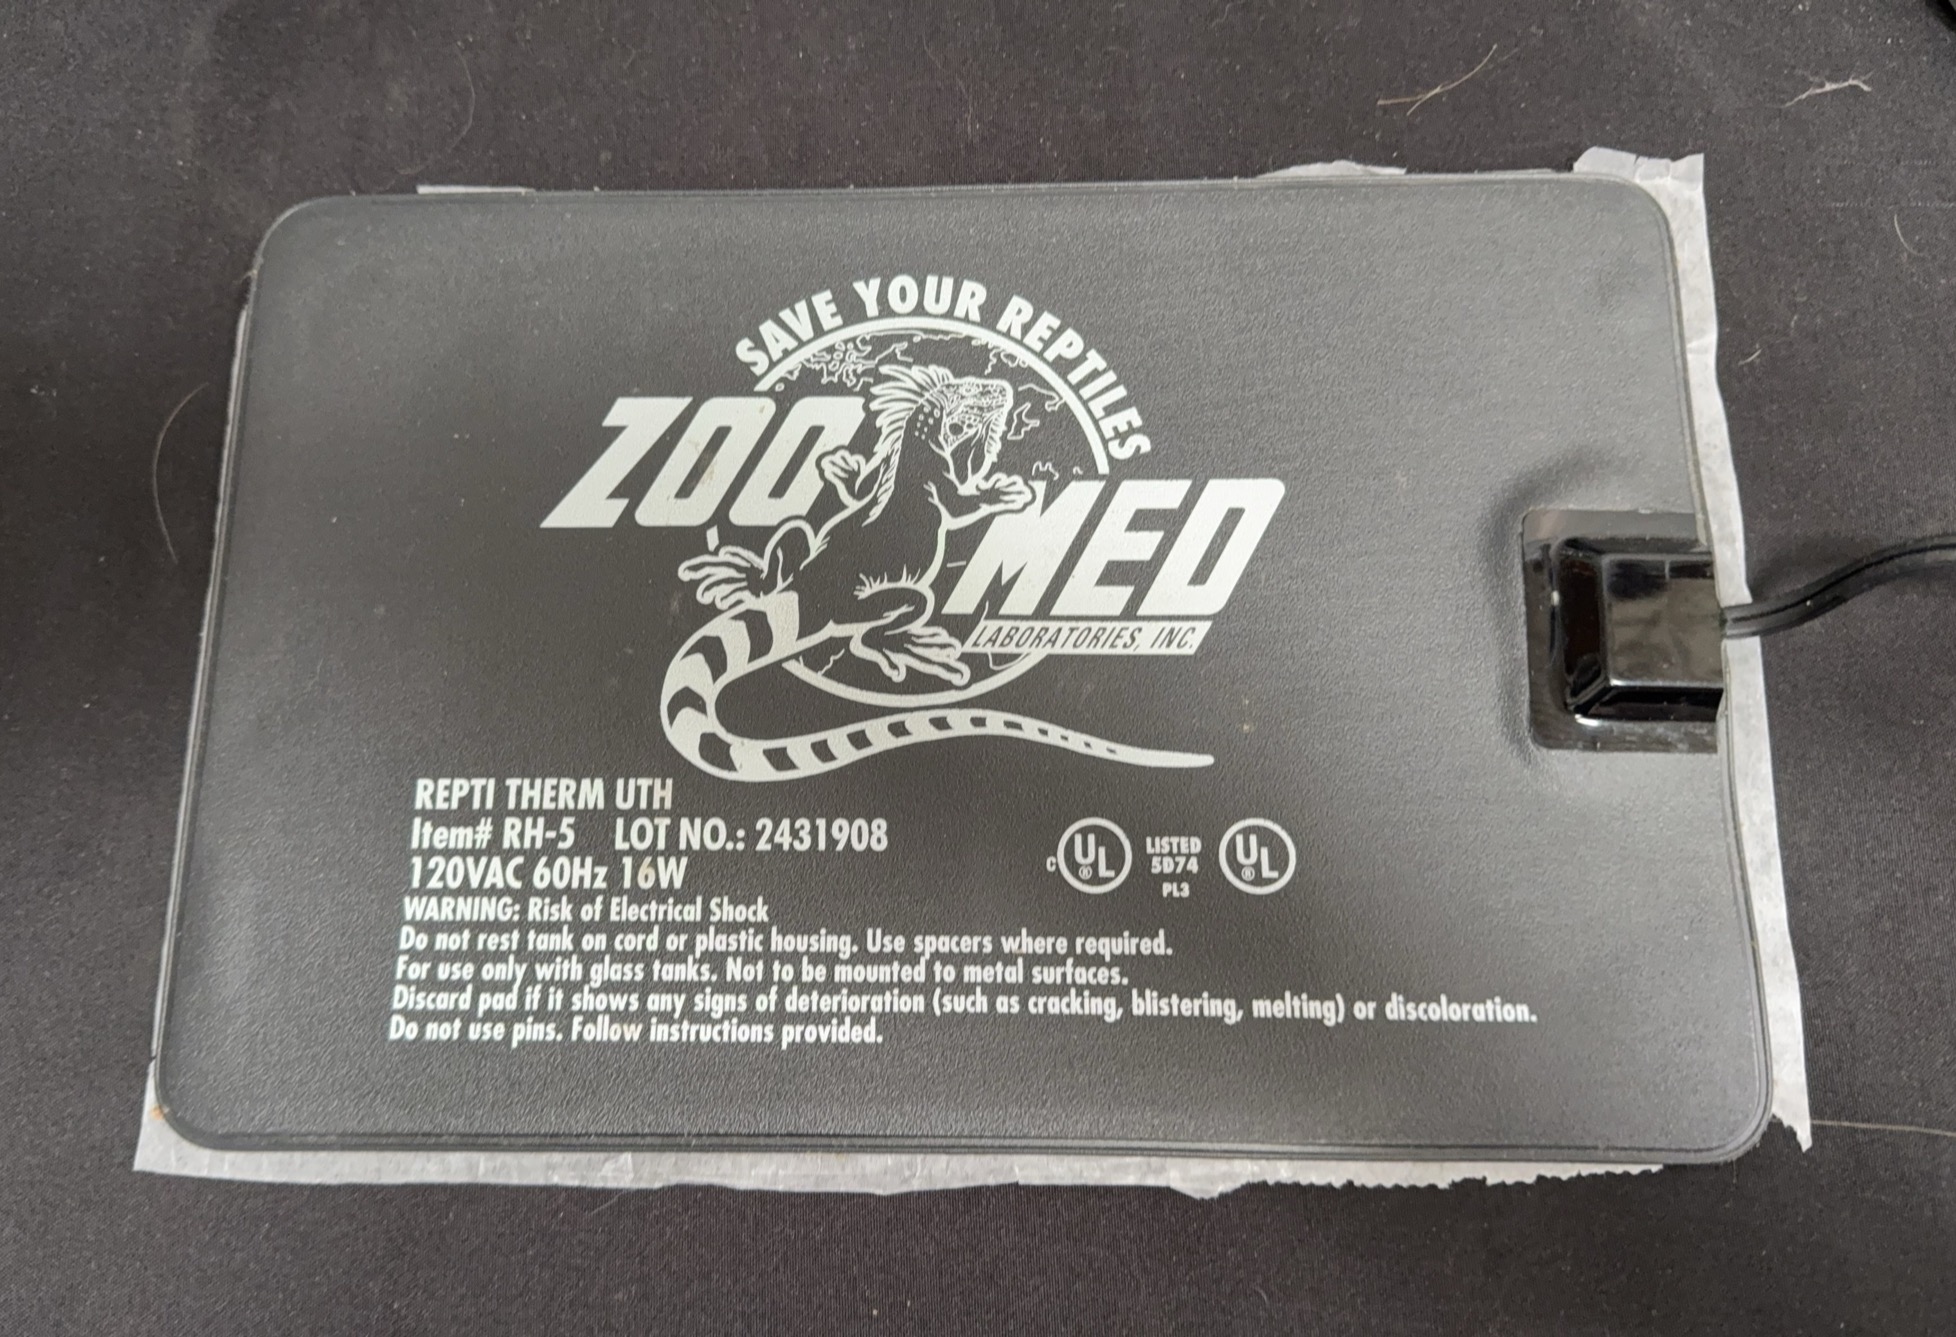 SAVE YOUR REPTILES
ZOO MED
LABORATORIES, INC.
REPTI THERM UTH
Item# RH-5 LOT NO.: 2431908
120VAC 60Hz 16W
C UL ® LISTED 5D74 PL3 UL ®
WARNING: Risk of Electrical Shock
Do not rest tank on cord or plastic housing. Use spacers where required.
For use only with glass tanks. Not to be mounted to metal surfaces.
Discard pad if it shows any signs of deterioration (such as cracking, blistering, melting) or discoloration.
Do not use pins. Follow instructions provided.